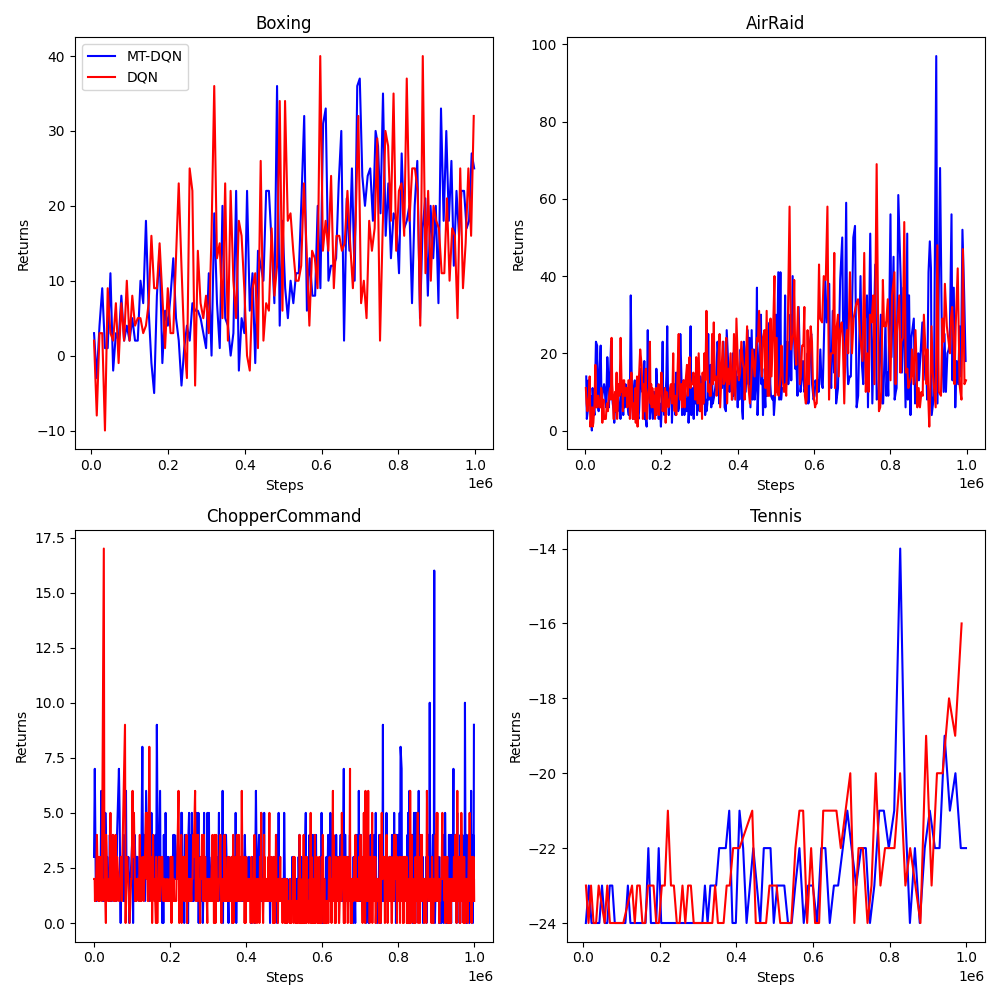 Boxing
MT-DQN
DQN
Returns
40
30
20
10
0
−10
0.0 0.2 0.4 0.6 0.8 1.0
Steps
1e6
AirRaid
Returns
100
80
60
40
20
0
0.0 0.2 0.4 0.6 0.8 1.0
Steps
1e6
ChopperCommand
Returns
17.5
15.0
12.5
10.0
7.5
5.0
2.5
0.0
0.0 0.2 0.4 0.6 0.8 1.0
Steps
1e6
Tennis
Returns
−14
−16
−18
−20
−22
−24
0.0 0.2 0.4 0.6 0.8 1.0
Steps
1e6